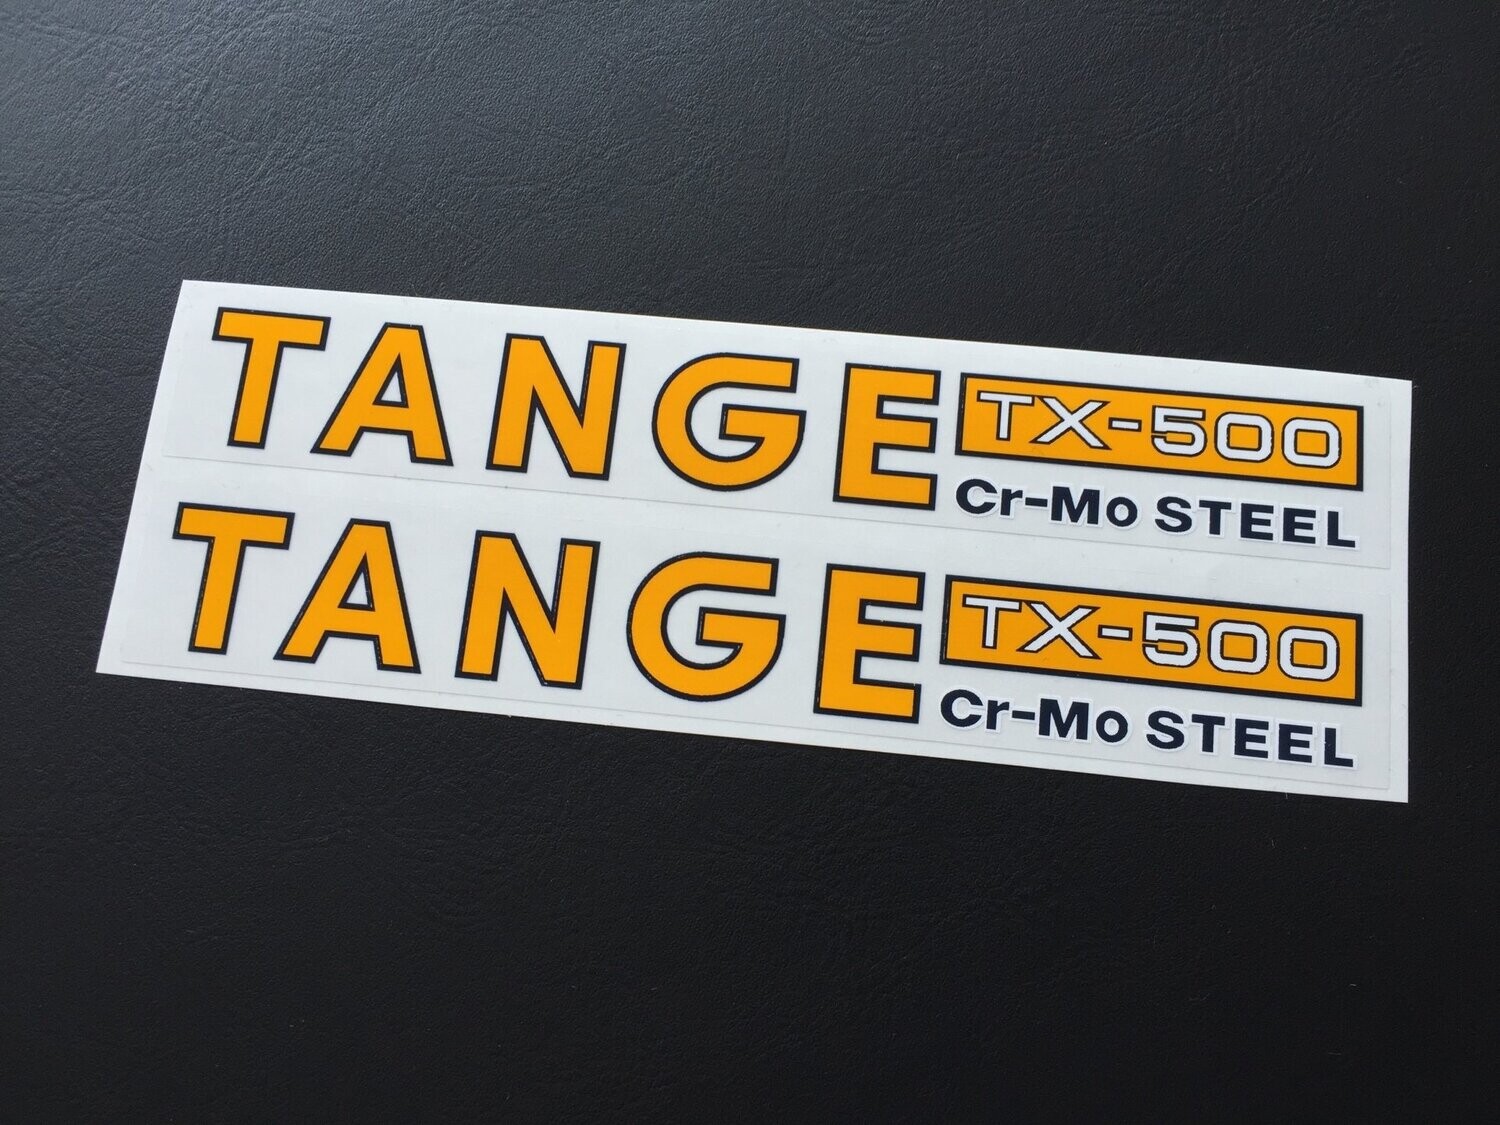 TANGE TX-500
Cr-Mo STEEL
TANGE TX-500
Cr-Mo STEEL